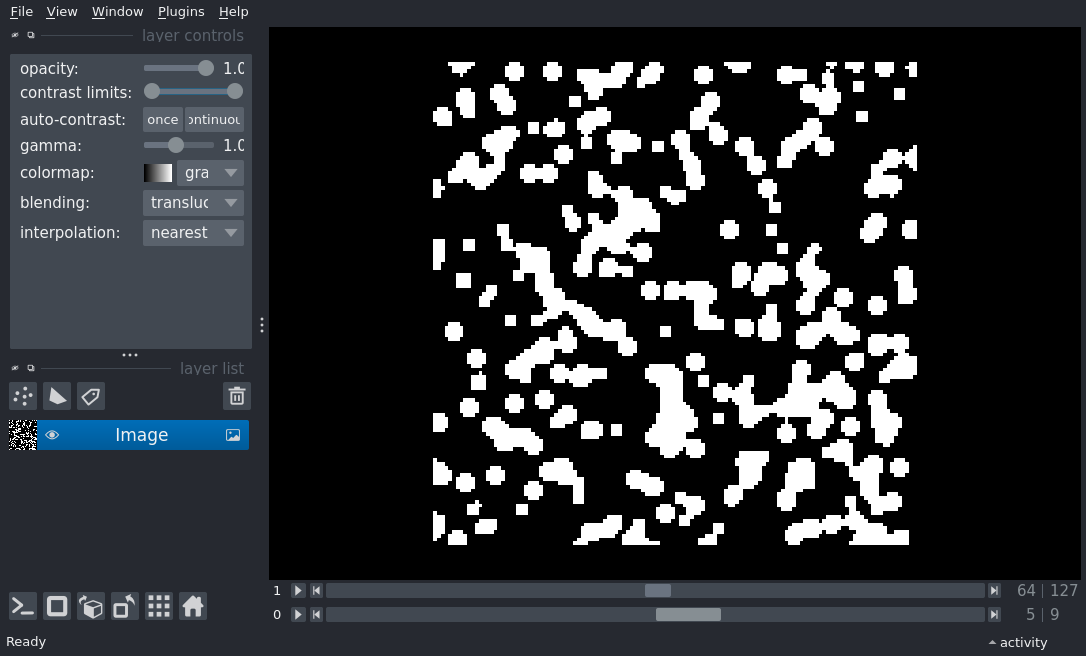 File View Window Plugins Help
layer controls
opacity: 1.0
contrast limits:
auto-contrast: once ontinuou
gamma: 1.0
colormap: gra
blending: transluc
interpolation: nearest
layer list
Image
1 64 | 127
0 5 | 9
Ready activity